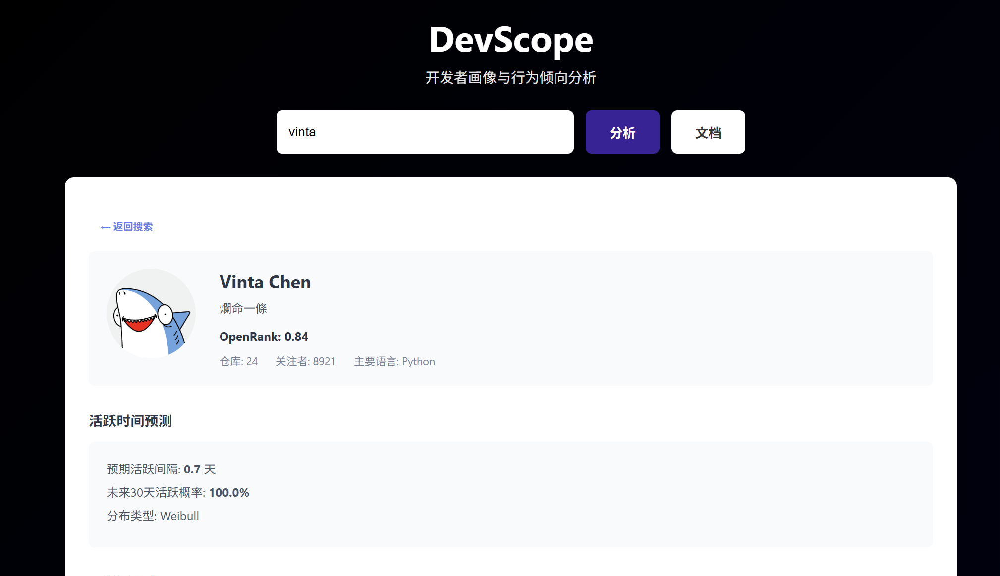 DevScope
开发者画像与行为倾向分析
vinta
分析
文档
← 返回搜索
Vinta Chen
爛命一條
OpenRank: 0.84
仓库: 24 关注者: 8921 主要语言: Python
活跃时间预测
预期活跃间隔: 0.7 天
未来30天活跃概率: 100.0%
分布类型: Weibull